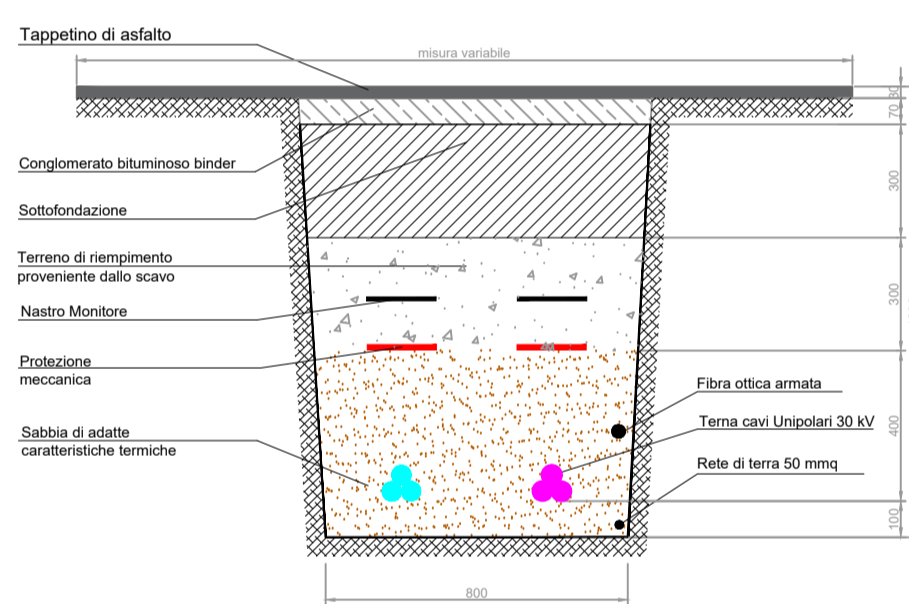 Tappetino di asfalto
misura variabile
30
70
Conglomerato bituminoso binder
300
Sottofondazione
Terreno di riempimento
proveniente dallo scavo
300
Nastro Monitore
Protezione
meccanica
Fibra ottica armata
Terna cavi Unipolari 30 kV
400
Sabbia di adatte
caratteristiche termiche
Rete di terra 50 mmq
100
800